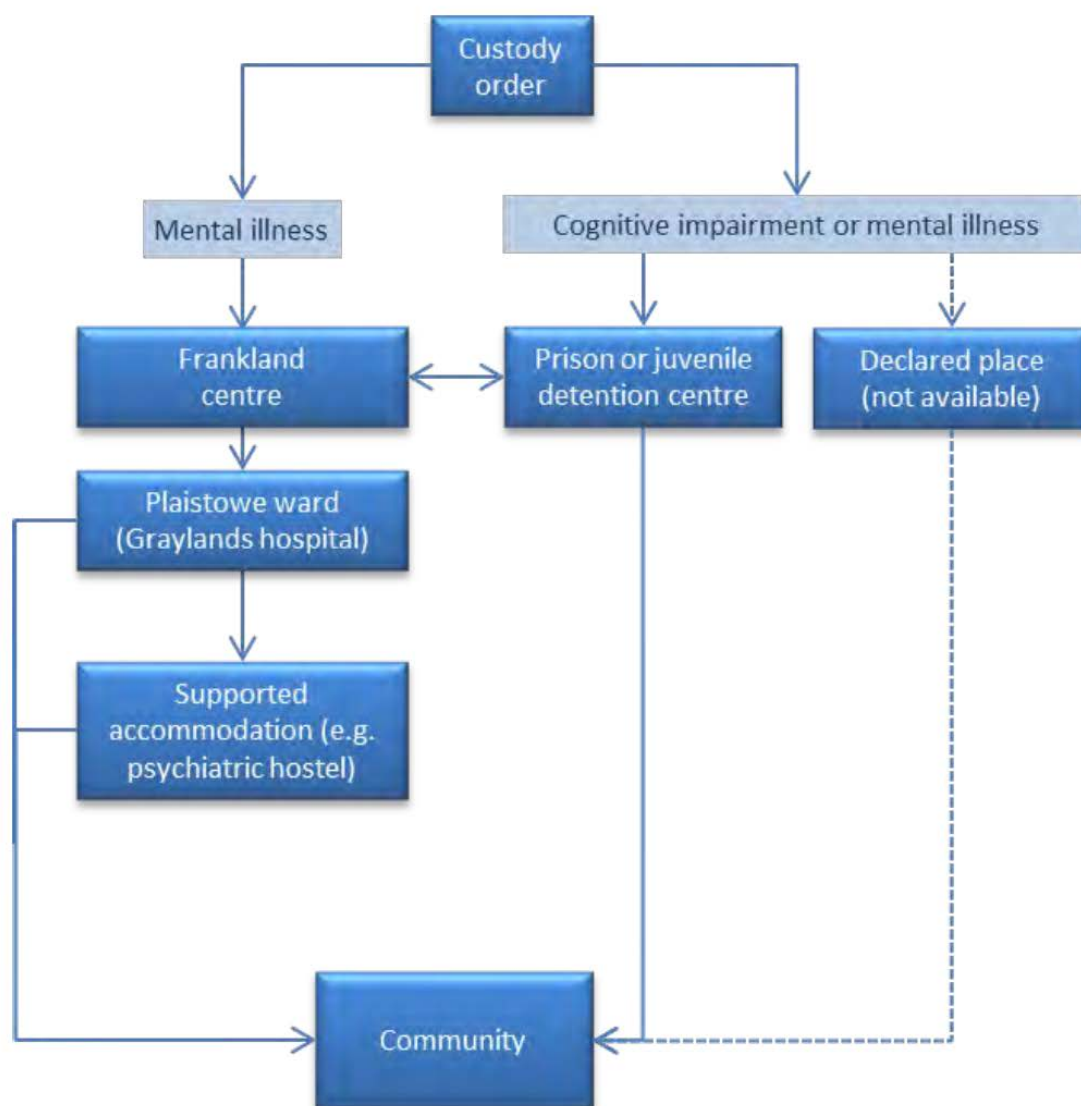 Custody
order
Mental illness
Cognitive impairment or mental illness
Frankland
centre
Prison or juvenile
detention centre
Declared place
(not available)
Plaistowe ward
(Graylands hospital)
Supported
accommodation (e.g.
psychiatric hostel)
Community